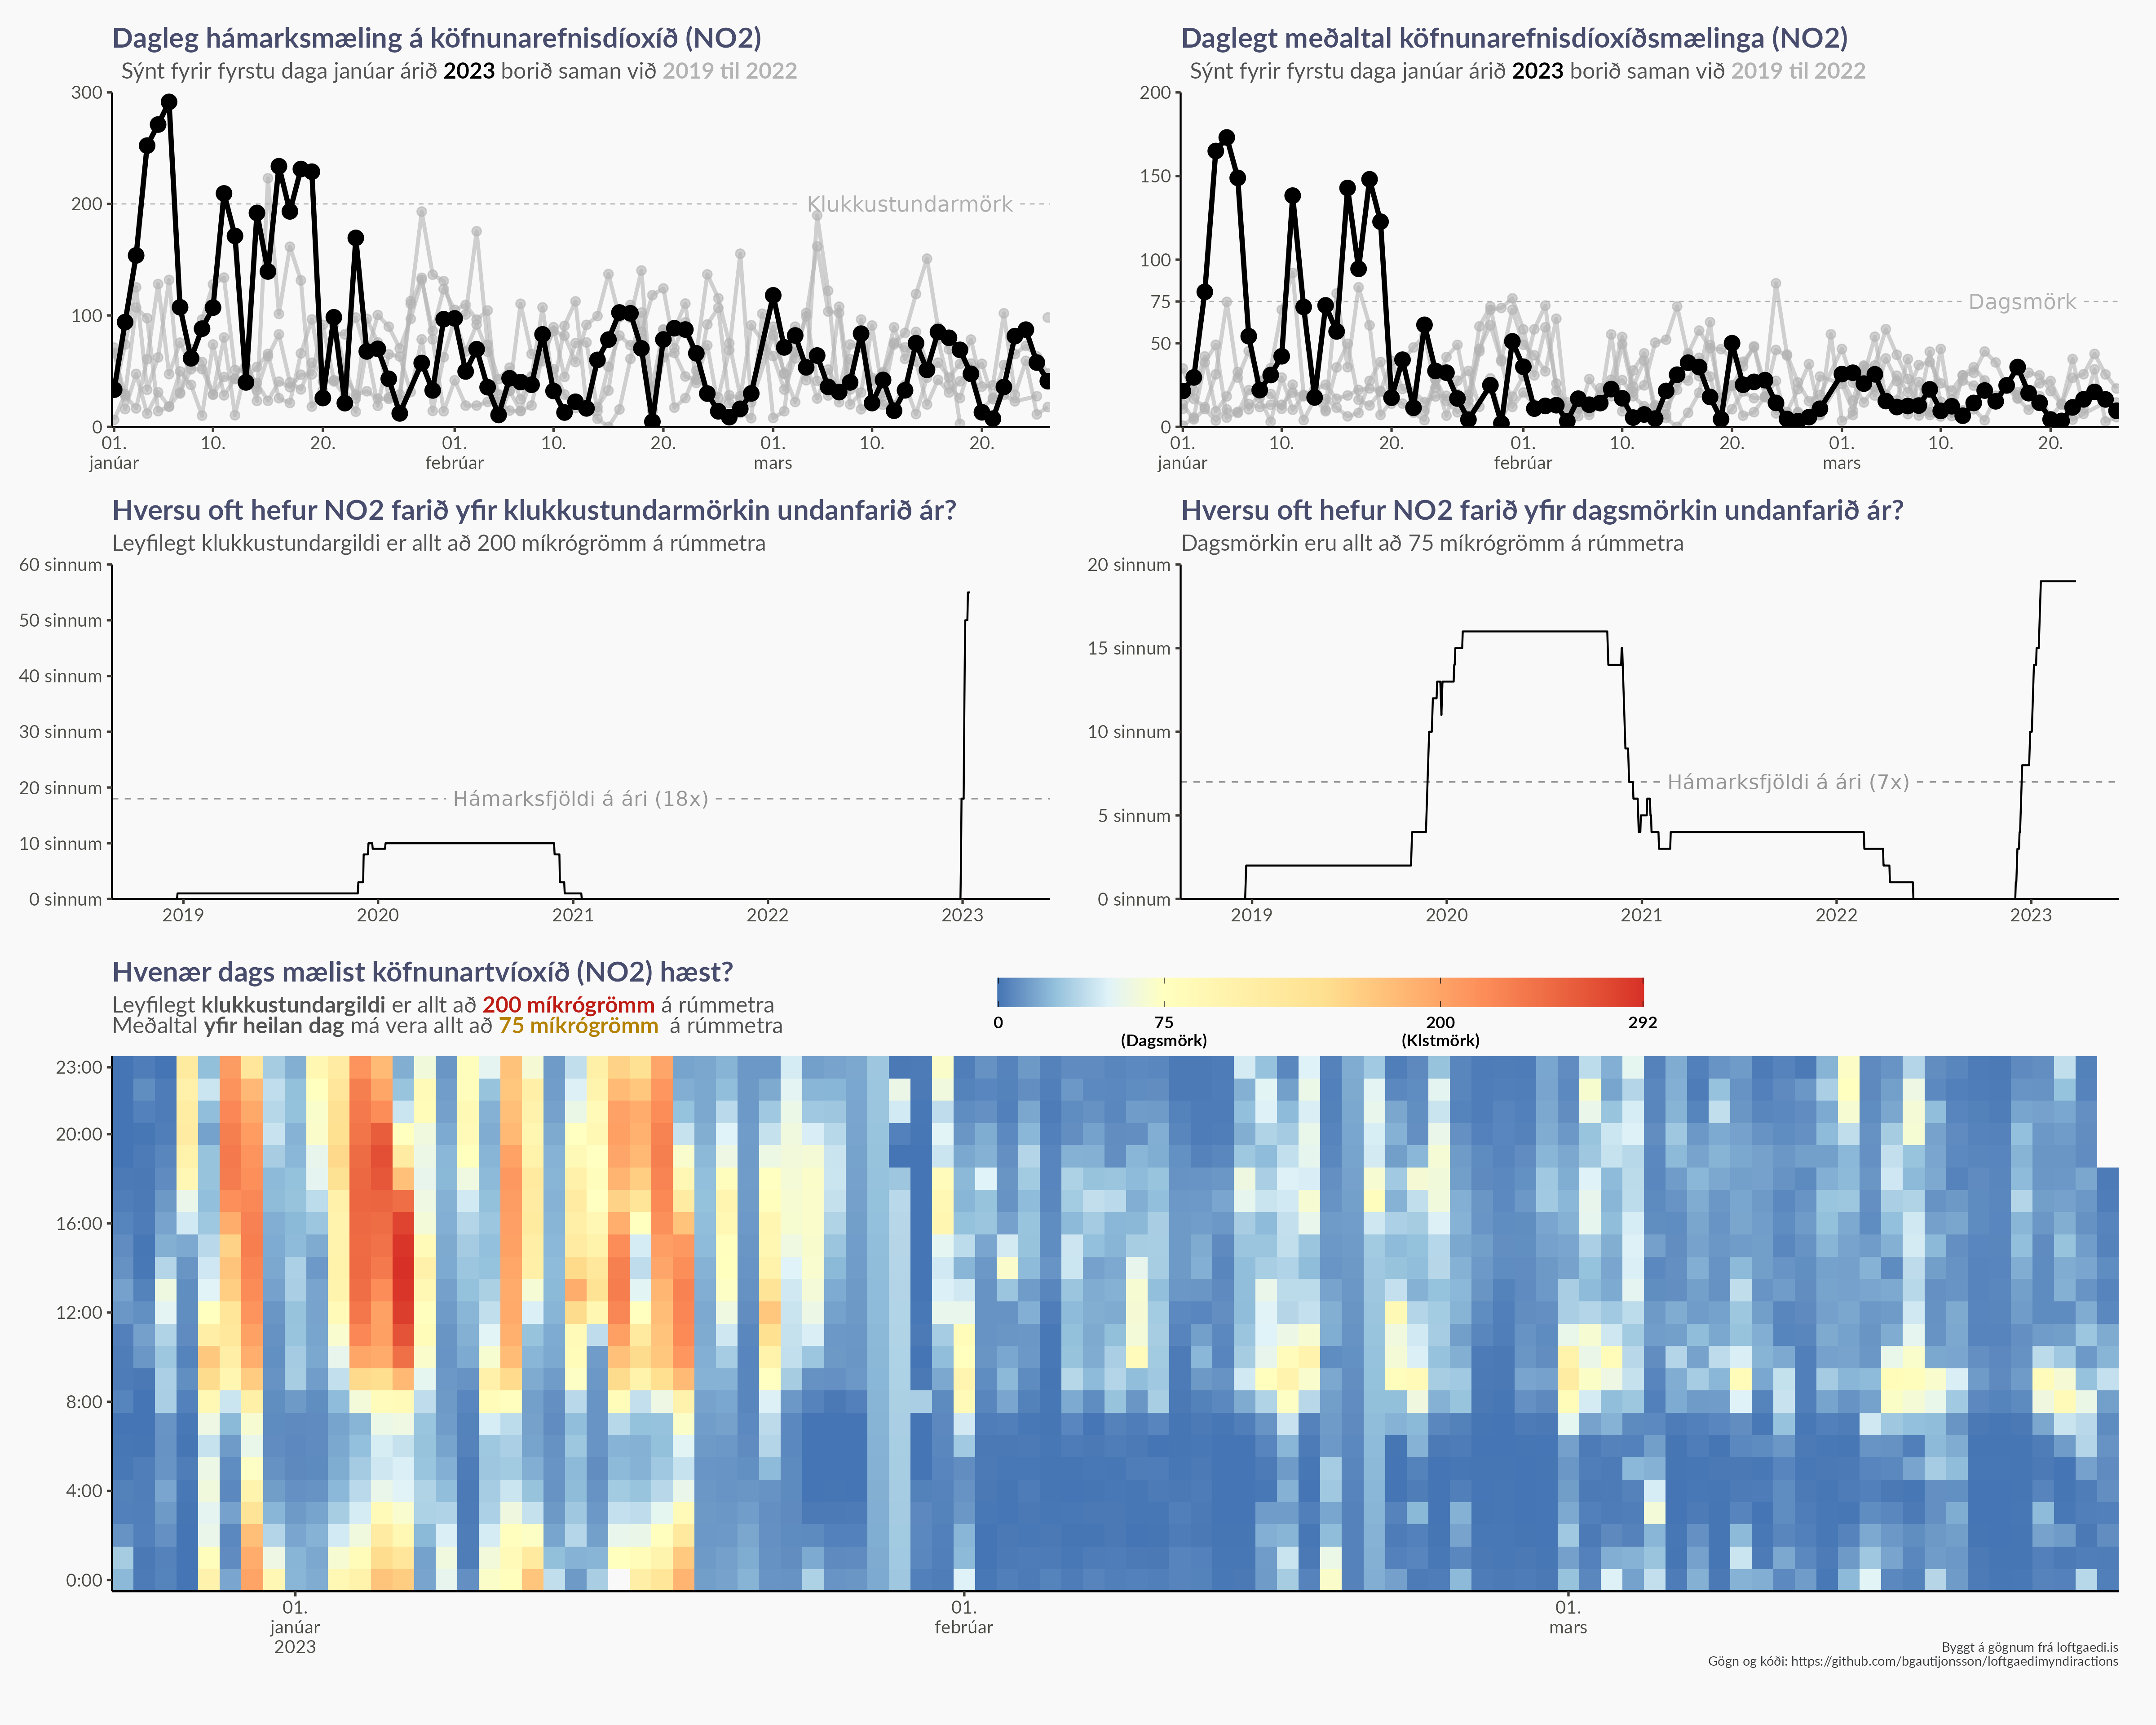 Dagleg hámarksmæling á köfnunarefnisdíoxíð (NO2)
Sýnt fyrir fyrstu daga janúar árið 2023 borið saman við 2019 til 2022
300
200
100
0
Klukkustundarmörk
01. 10. 20. 01. 10. 20. 01. 10. 20.
janúar febrúar mars
Daglegt meðaltal köfnunarefnisdíoxíðsmælinga (NO2)
Sýnt fyrir fyrstu daga janúar árið 2023 borið saman við 2019 til 2022
200
150
100
75
50
0
Dagsmörk
01. 10. 20. 01. 10. 20. 01. 10. 20.
janúar febrúar mars
Hversu oft hefur NO2 farið yfir klukkustundarmörkin undanfarið ár?
Leyfilegt klukkustundargildi er allt að 200 míkrógrömm á rúmmetra
60 sinnum
50 sinnum
40 sinnum
30 sinnum
20 sinnum
10 sinnum
0 sinnum
Hámarksfjöldi á ári (18x)
2019 2020 2021 2022 2023
Hversu oft hefur NO2 farið yfir dagsmörkin undanfarið ár?
Dagsmörkin eru allt að 75 míkrógrömm á rúmmetra
20 sinnum
15 sinnum
10 sinnum
5 sinnum
0 sinnum
Hámarksfjöldi á ári (7x)
2019 2020 2021 2022 2023
Hvenær dags mælist köfnunartvíoxíð (NO2) hæst?
Leyfilegt klukkustundargildi er allt að 200 míkrógrömm á rúmmetra
Meðaltal yfir heilan dag má vera allt að 75 míkrógrömm á rúmmetra
0 75 200 292
(Dagsmörk) (Klstmörk)
23:00
20:00
16:00
12:00
8:00
4:00
0:00
01. 01. 01.
janúar febrúar mars
2023
Byggt á gögnum frá loftgaedi.is
Gögn og kóði: https://github.com/bgautijonsson/loftgaedimyndiractions